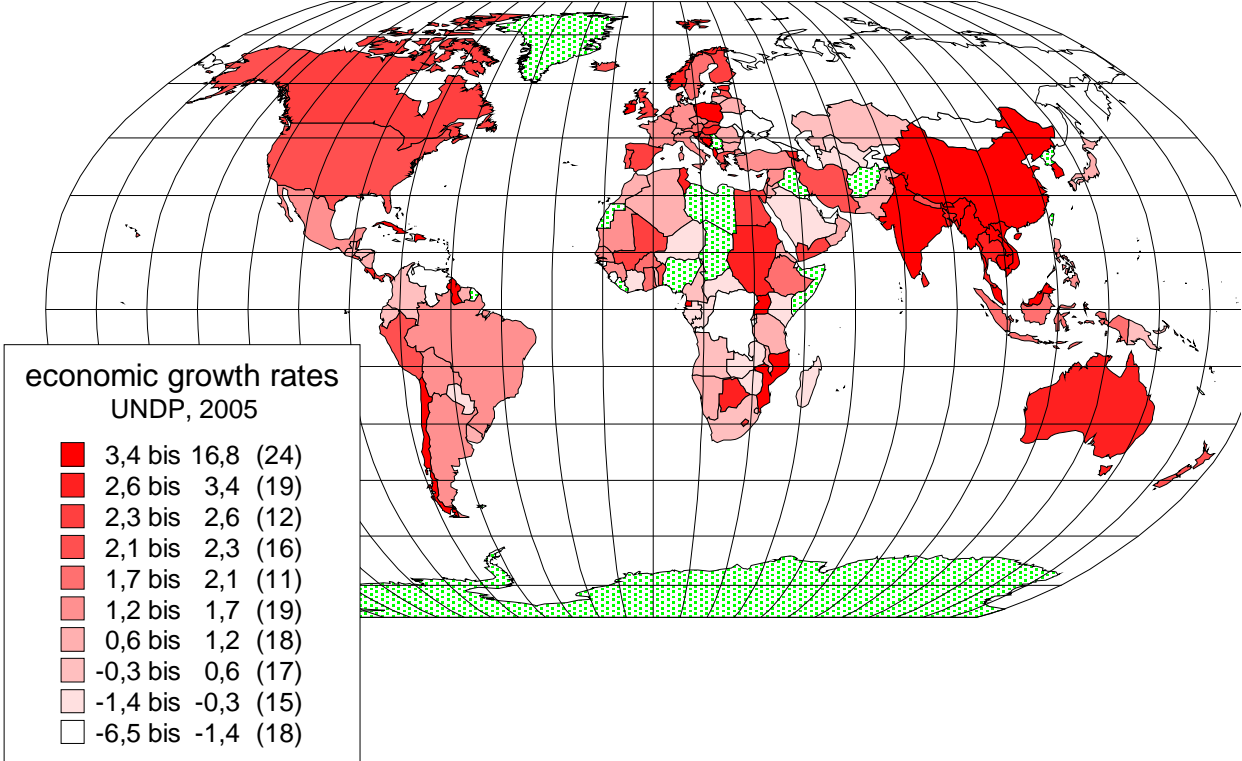 economic growth rates
UNDP, 2005
3,4 bis 16,8 (24)
2,6 bis 3,4 (19)
2,3 bis 2,6 (12)
2,1 bis 2,3 (16)
1,7 bis 2,1 (11)
1,2 bis 1,7 (19)
0,6 bis 1,2 (18)
-0,3 bis 0,6 (17)
-1,4 bis -0,3 (15)
-6,5 bis -1,4 (18)